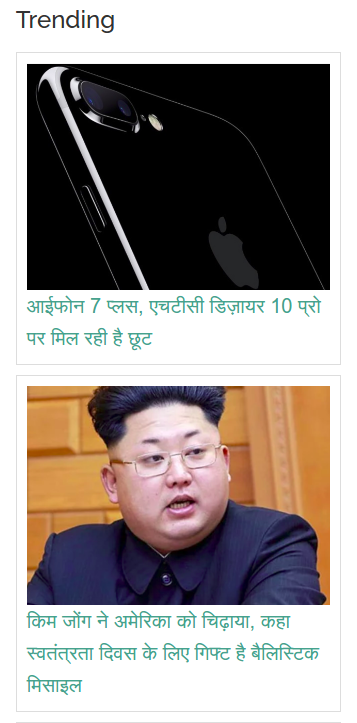 Trending
आईफोन 7 प्लस, एचटीसी डिज़ायर 10 प्रो
पर मिल रही है छूट
किम जोंग ने अमेरिका को चिढ़ाया, कहा
स्वतंत्रता दिवस के लिए गिफ्ट है बैलिस्टिक
मिसाइल